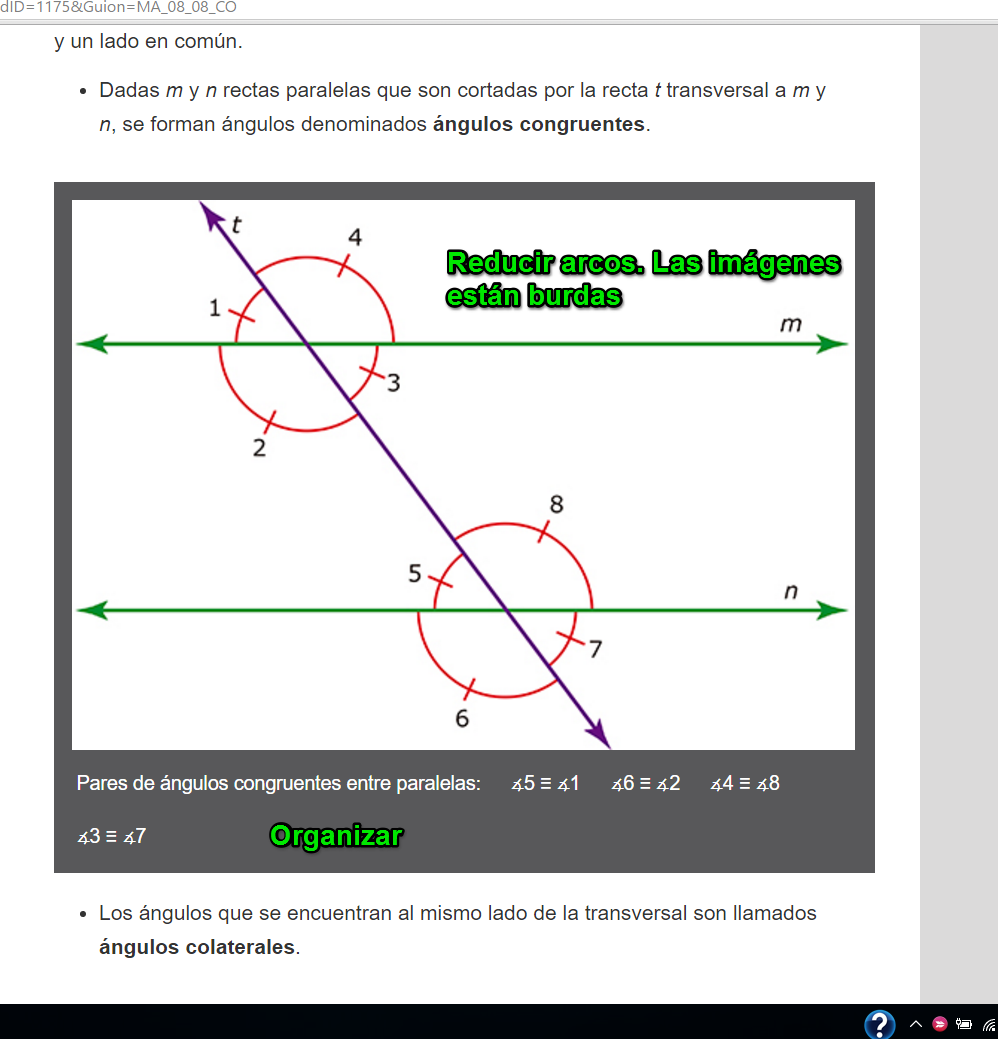 dID=1175&Guion=MA_08_08_CO
y un lado en común.
• Dadas m y n rectas paralelas que son cortadas por la recta t transversal a m y
n, se forman ángulos denominados ángulos congruentes.
t
4
Reducir arcos. Las imágenes
están burdas
1
m
3
2
8
5
n
7
6
Pares de ángulos congruentes entre paralelas: ∡5 ≡ ∡1 ∡6 ≡ ∡2 ∡4 ≡ ∡8
∡3 ≡ ∡7
Organizar
• Los ángulos que se encuentran al mismo lado de la transversal son llamados
ángulos colaterales.
?